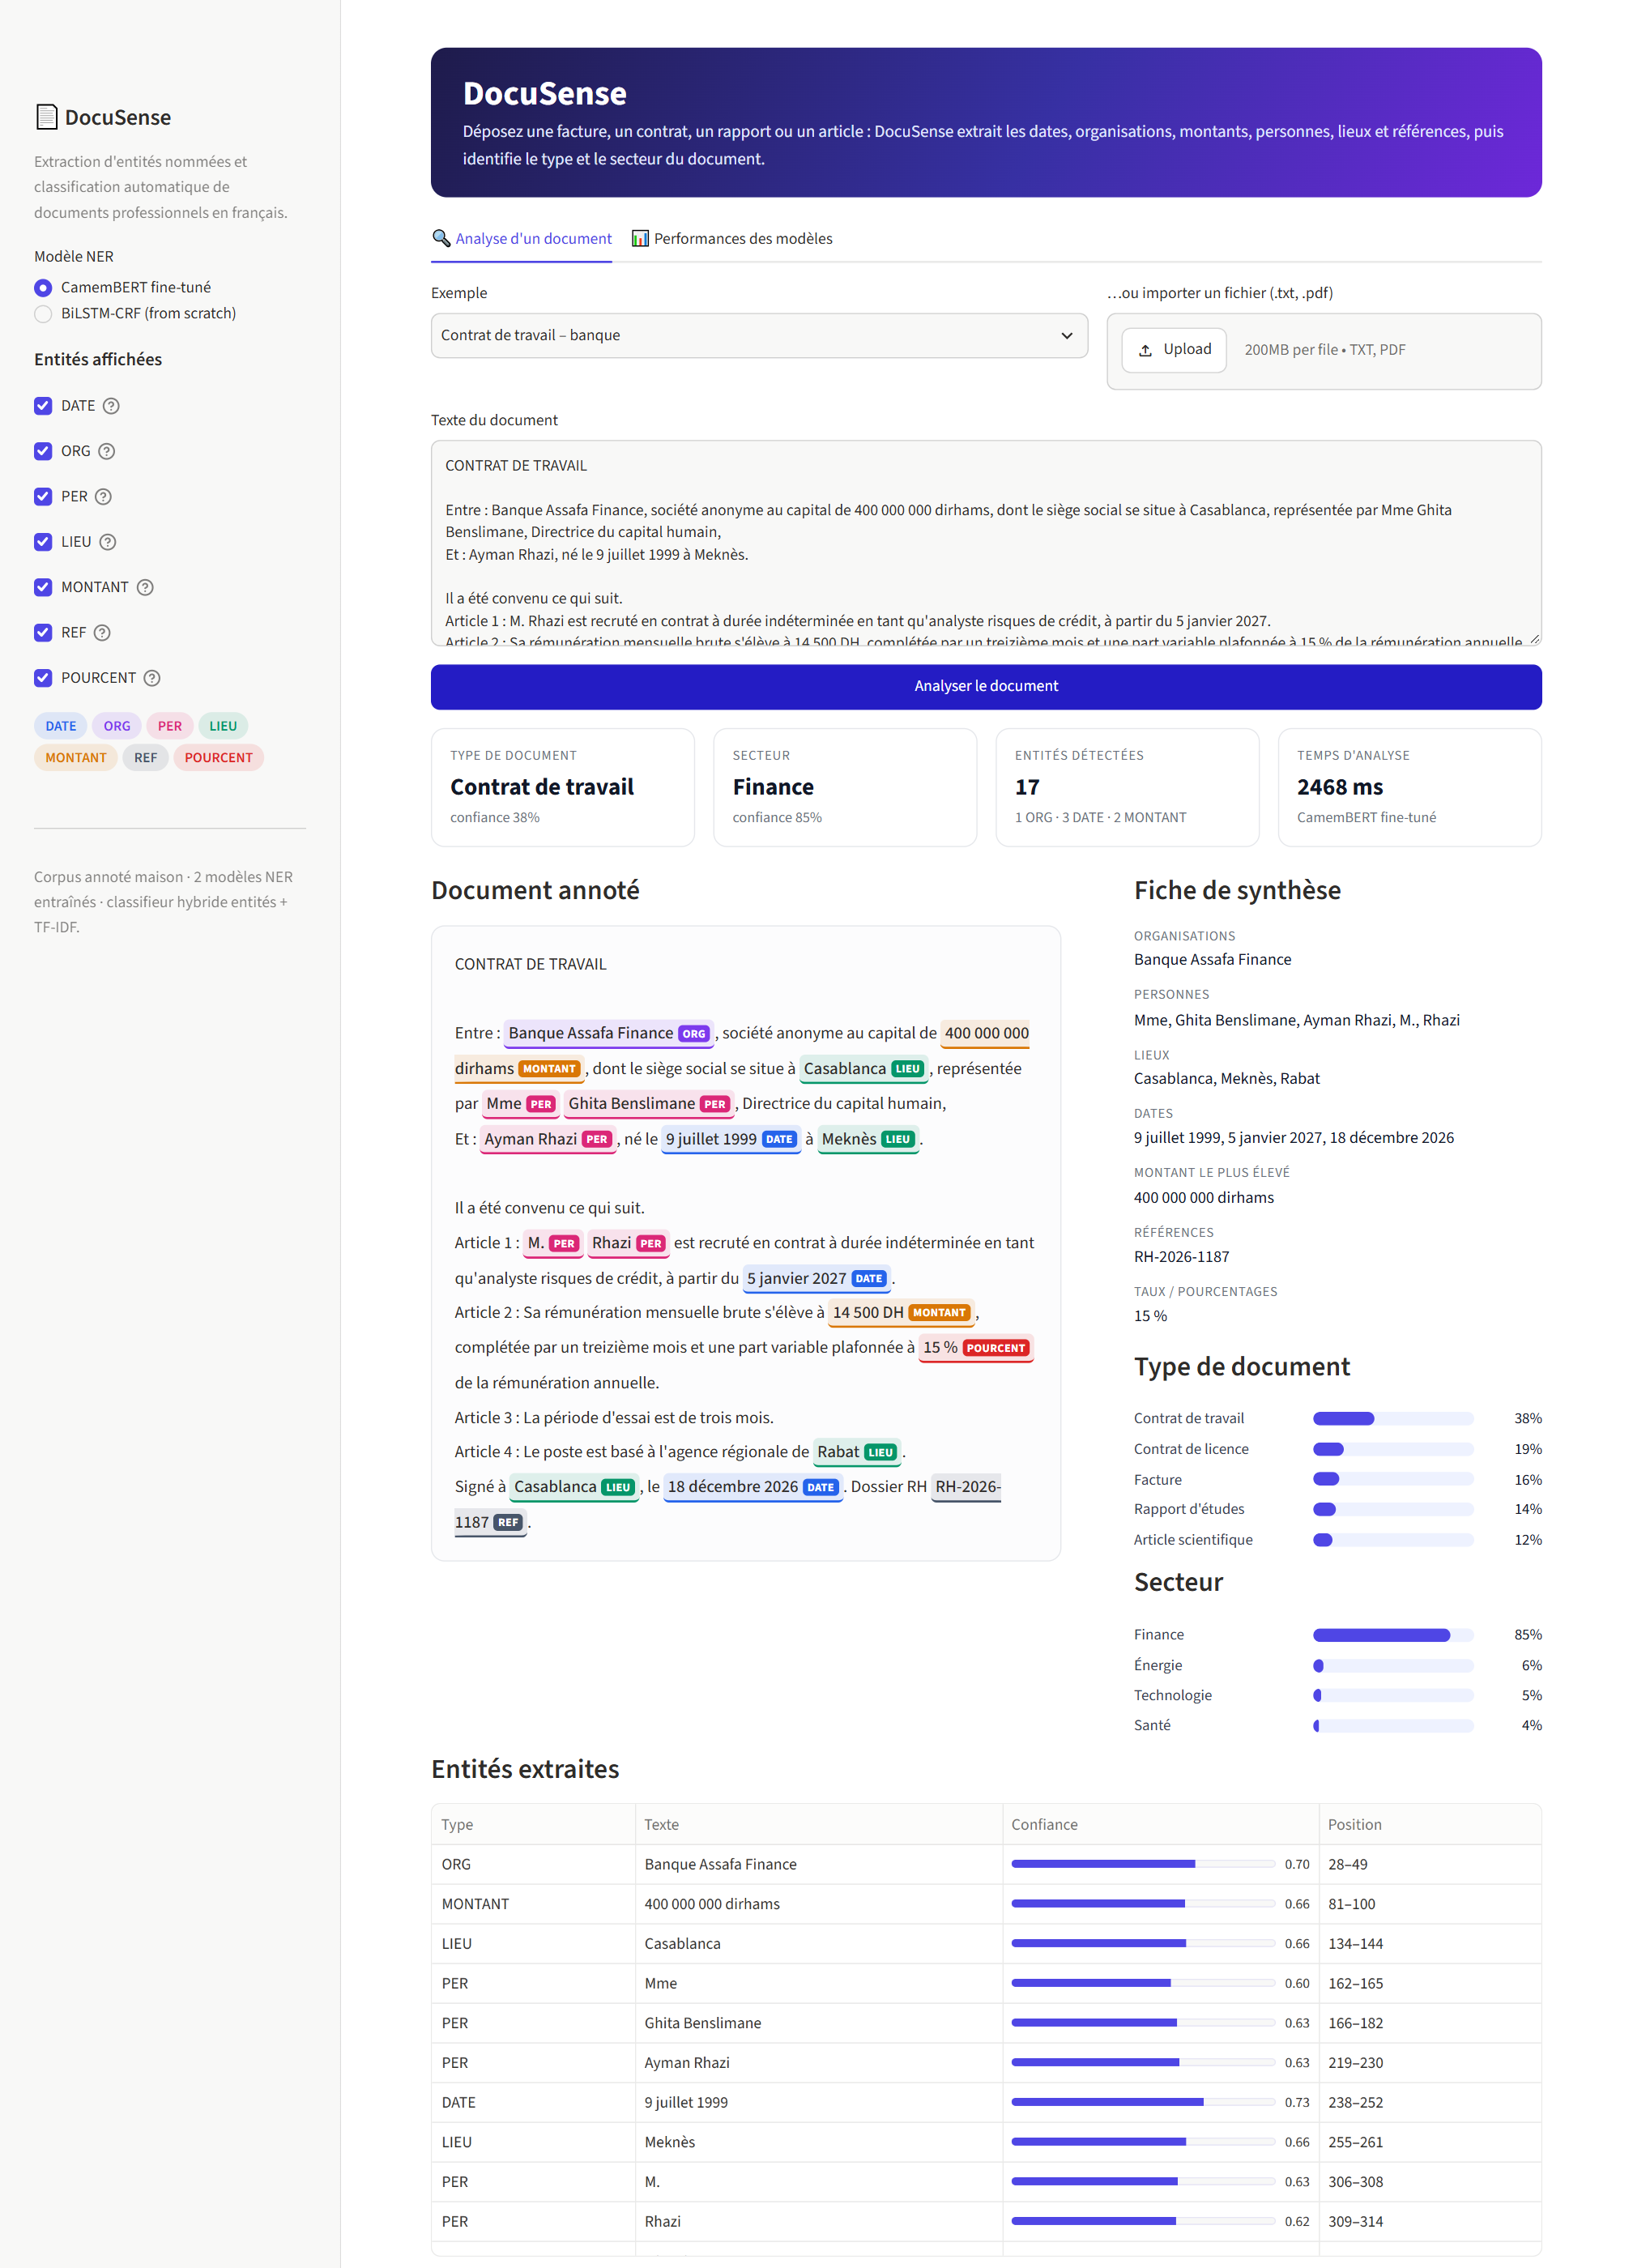 DocuSense
Extraction d'entités nommées et
classification automatique de
documents professionnels en français.
Modèle NER
CamemBERT fine-tuné
BiLSTM-CRF (from scratch)
Entités affichées
DATE
ORG
PER
LIEU
MONTANT
REF
POURCENT
DATE ORG PER LIEU
MONTANT REF POURCENT
Corpus annoté maison · 2 modèles NER
entraînés · classifieur hybride entités +
TF-IDF.
DocuSense
Déposez une facture, un contrat, un rapport ou un article : DocuSense extrait les dates, organisations, montants, personnes, lieux et références, puis
identifie le type et le secteur du document.
Analyse d'un document
Performances des modèles
Exemple
Contrat de travail – banque
…ou importer un fichier (.txt, .pdf)
Upload
200MB per file • TXT, PDF
Texte du document
CONTRAT DE TRAVAIL
Entre : Banque Assafa Finance, société anonyme au capital de 400 000 000 dirhams, dont le siège social se situe à Casablanca, représentée par Mme Ghita
Benslimane, Directrice du capital humain,
Et : Ayman Rhazi, né le 9 juillet 1999 à Meknès.
Il a été convenu ce qui suit.
Article 1 : M. Rhazi est recruté en contrat à durée indéterminée en tant qu'analyste risques de crédit, à partir du 5 janvier 2027.
Article 2 : Sa rémunération mensuelle brute s'élève à 14 500 DH, complétée par un treizième mois et une part variable plafonnée à 15 % de la rémunération annuelle.
Analyser le document
TYPE DE DOCUMENT
Contrat de travail
confiance 38%
SECTEUR
Finance
confiance 85%
ENTITÉS DÉTECTÉES
17
1 ORG · 3 DATE · 2 MONTANT
TEMPS D'ANALYSE
2468 ms
CamemBERT fine-tuné
Document annoté
CONTRAT DE TRAVAIL
Entre : Banque Assafa Finance ORG , société anonyme au capital de 400 000 000
dirhams MONTANT , dont le siège social se situe à Casablanca LIEU , représentée
par Mme PER Ghita Benslimane PER , Directrice du capital humain,
Et : Ayman Rhazi PER , né le 9 juillet 1999 DATE à Meknès LIEU .
Il a été convenu ce qui suit.
Article 1 : M. PER Rhazi PER est recruté en contrat à durée indéterminée en tant
qu'analyste risques de crédit, à partir du 5 janvier 2027 DATE .
Article 2 : Sa rémunération mensuelle brute s'élève à 14 500 DH MONTANT ,
complétée par un treizième mois et une part variable plafonnée à 15 % POURCENT
de la rémunération annuelle.
Article 3 : La période d'essai est de trois mois.
Article 4 : Le poste est basé à l'agence régionale de Rabat LIEU .
Signé à Casablanca LIEU , le 18 décembre 2026 DATE . Dossier RH RH-2026-
1187 REF .
Fiche de synthèse
ORGANISATIONS
Banque Assafa Finance
PERSONNES
Mme, Ghita Benslimane, Ayman Rhazi, M., Rhazi
LIEUX
Casablanca, Meknès, Rabat
DATES
9 juillet 1999, 5 janvier 2027, 18 décembre 2026
MONTANT LE PLUS ÉLEVÉ
400 000 000 dirhams
RÉFÉRENCES
RH-2026-1187
TAUX / POURCENTAGES
15 %
Type de document
Contrat de travail 38%
Contrat de licence 19%
Facture 16%
Rapport d'études 14%
Article scientifique 12%
Secteur
Finance 85%
Énergie 6%
Technologie 5%
Santé 4%
Entités extraites
Type Texte Confiance Position
ORG Banque Assafa Finance 0.70 28–49
MONTANT 400 000 000 dirhams 0.66 81–100
LIEU Casablanca 0.66 134–144
PER Mme 0.60 162–165
PER Ghita Benslimane 0.63 166–182
PER Ayman Rhazi 0.63 219–230
DATE 9 juillet 1999 0.73 238–252
LIEU Meknès 0.66 255–261
PER M. 0.63 306–308
PER Rhazi 0.62 309–314